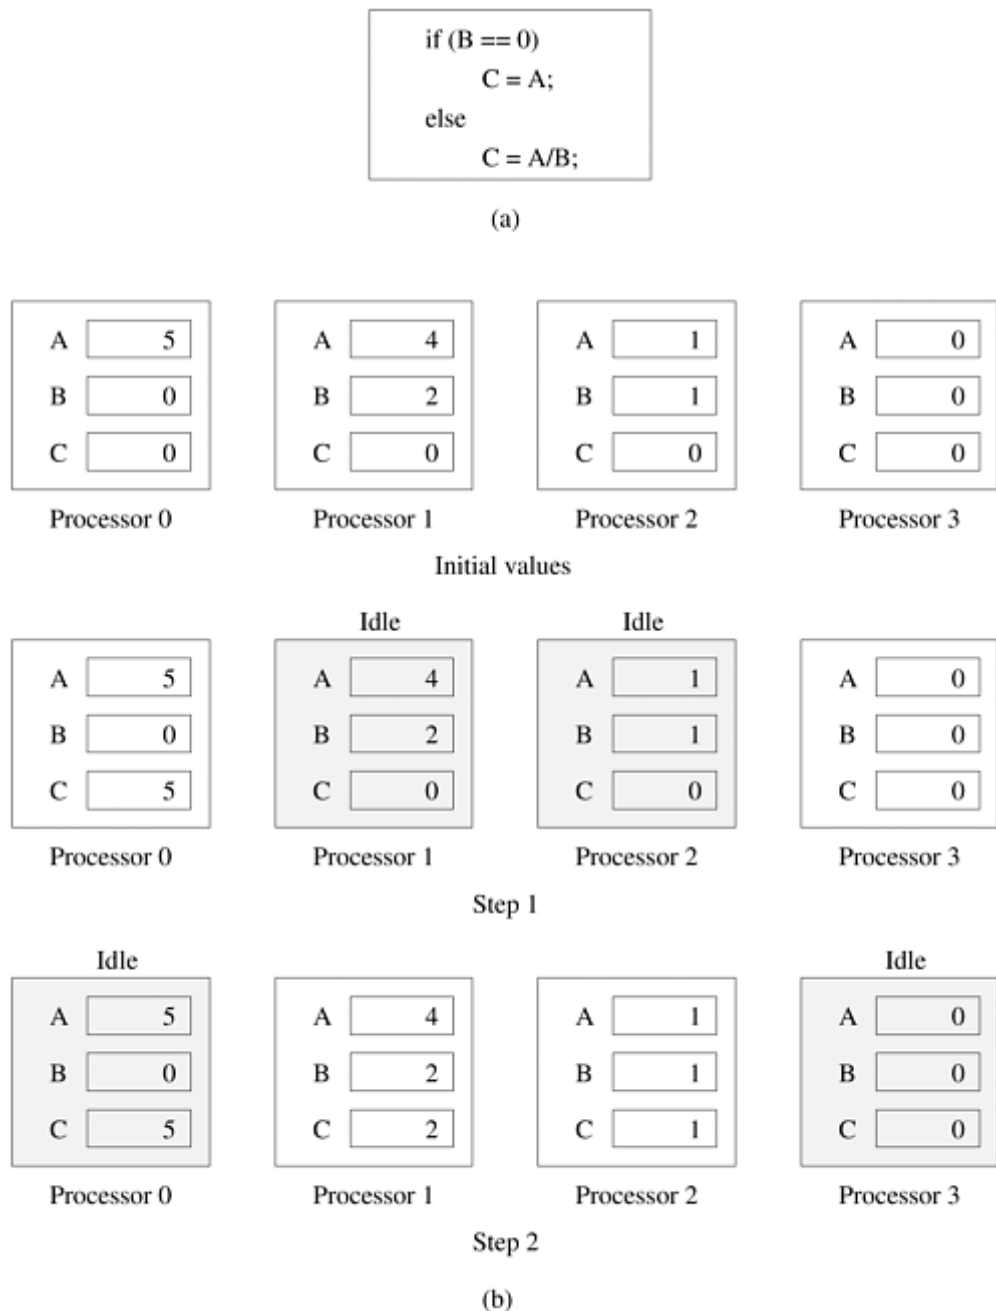 if (B == 0)
C = A;
else
C = A/B;
(a)
A 5 A 4 A 1 A 0
B 0 B 2 B 1 B 0
C 0 C 0 C 0 C 0
Processor 0 Processor 1 Processor 2 Processor 3
Initial values
Idle Idle
A 5 A 4 A 1 A 0
B 0 B 2 B 1 B 0
C 5 C 0 C 0 C 0
Processor 0 Processor 1 Processor 2 Processor 3
Step 1
Idle Idle
A 5 A 4 A 1 A 0
B 0 B 2 B 1 B 0
C 5 C 2 C 1 C 0
Processor 0 Processor 1 Processor 2 Processor 3
Step 2
(b)